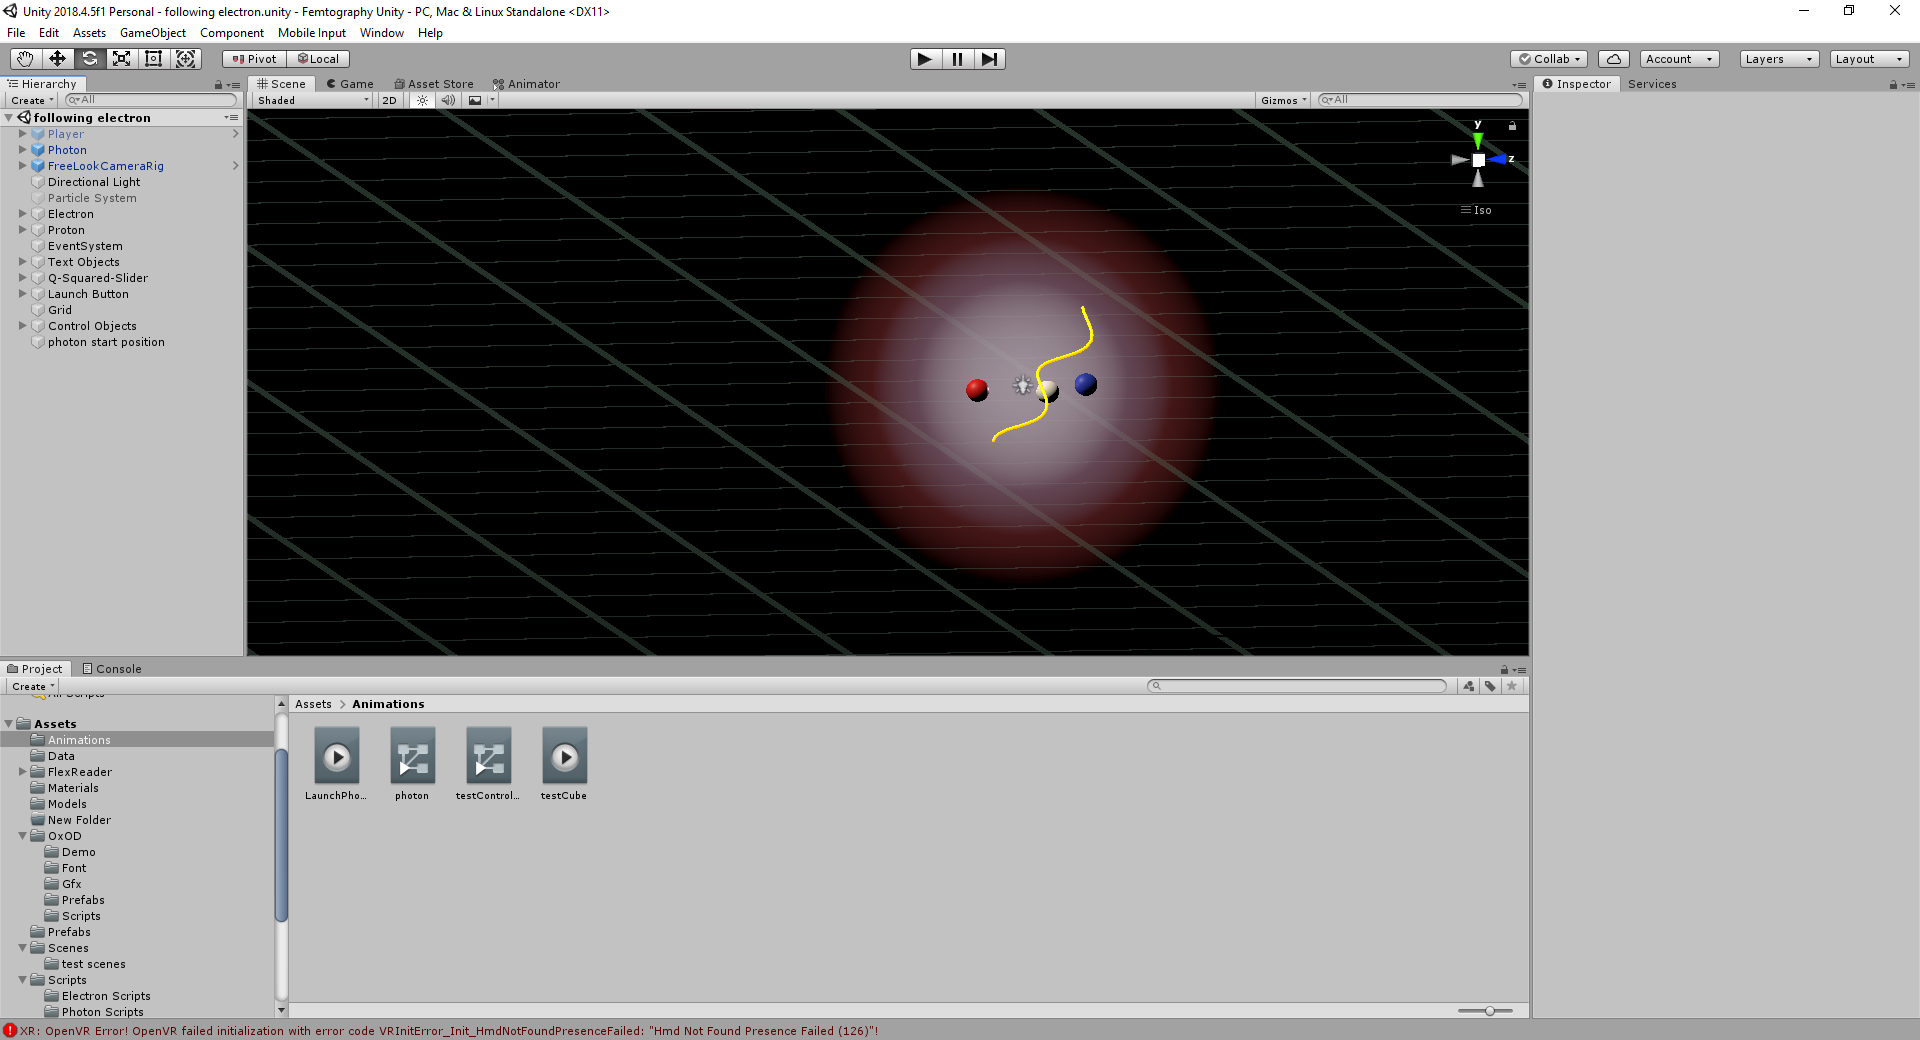 Unity 2018.4.5f1 Personal - following electron.unity - Femtography Unity - PC, Mac & Linux Standalone <DX11>
File Edit Assets GameObject Component Mobile Input Window Help
Pivot Local Collab Account Layers Layout
Hierarchy
Create All
following electron
Player
Photon
FreeLookCameraRig
Directional Light
Particle System
Electron
Proton
EventSystem
Text Objects
Q-Squared-Slider
Launch Button
Grid
Control Objects
photon start position
Scene Game Asset Store Animator
Shaded 2D Gizmos All
y
z
Iso
Inspector Services
Project Console
Create
All Scripts
Assets
Animations
Data
FlexReader
Materials
Models
New Folder
OxOD
Demo
Font
Gfx
Prefabs
Scripts
Prefabs
Scenes
test scenes
Scripts
Electron Scripts
Photon Scripts
Assets > Animations
LaunchPho... photon testControl... testCube
XR: OpenVR Error! OpenVR failed initialization with error code VRInitError_Init_HmdNotFoundPresenceFailed: "Hmd Not Found Presence Failed (126)"!